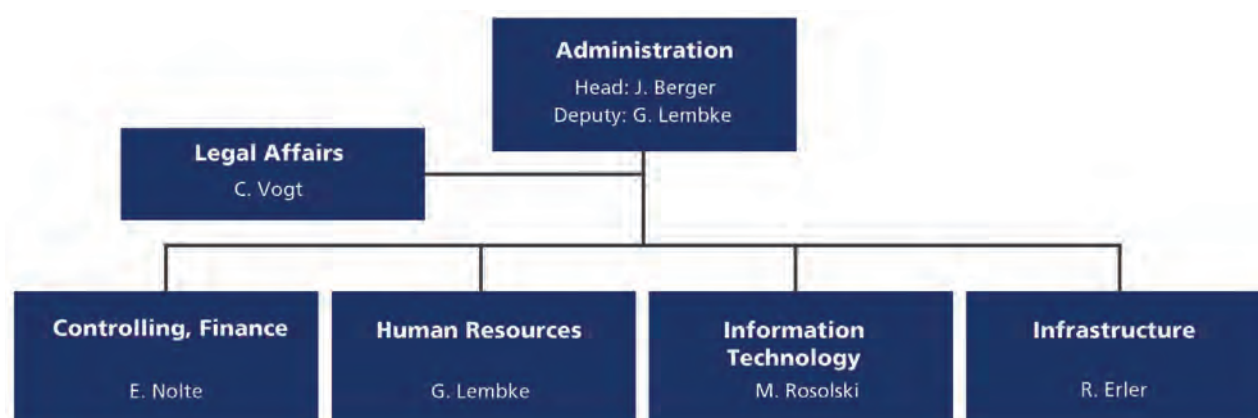 Administration
Head: J. Berger
Deputy: G. Lembke
Legal Affairs
C. Vogt
Controlling, Finance
E. Nolte
Human Resources
G. Lembke
Information
Technology
M. Rosolski
Infrastructure
R. Erler